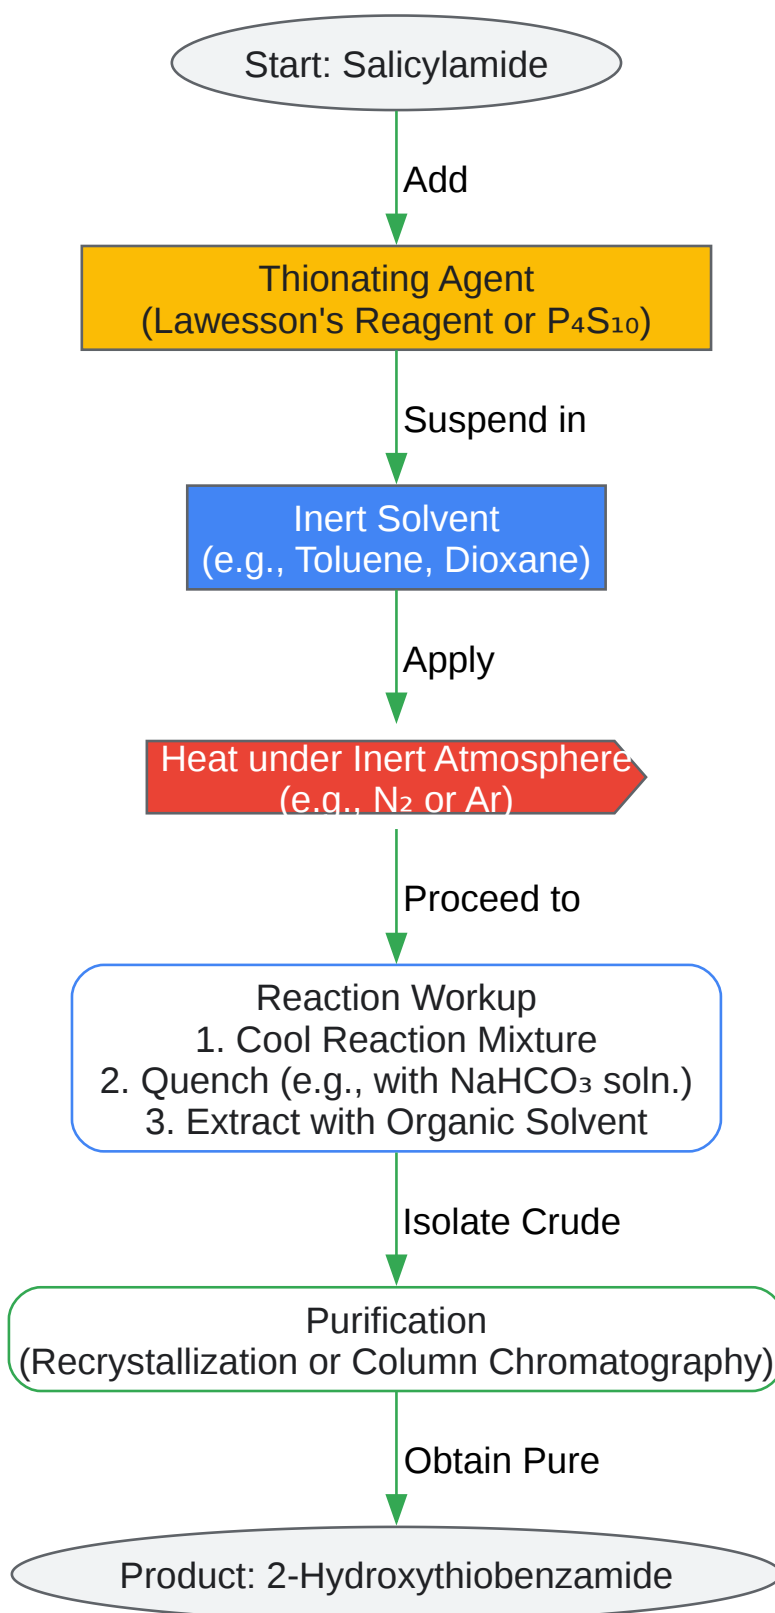 Start: Salicylamide
Add
Thionating Agent
(Lawesson's Reagent or P₄S₁₀)
Suspend in
Inert Solvent
(e.g., Toluene, Dioxane)
Apply
Heat under Inert Atmosphere
(e.g., N₂ or Ar)
Proceed to
Reaction Workup
1. Cool Reaction Mixture
2. Quench (e.g., with NaHCO₃ soln.)
3. Extract with Organic Solvent
Isolate Crude
Purification
(Recrystallization or Column Chromatography)
Obtain Pure
Product: 2-Hydroxythiobenzamide